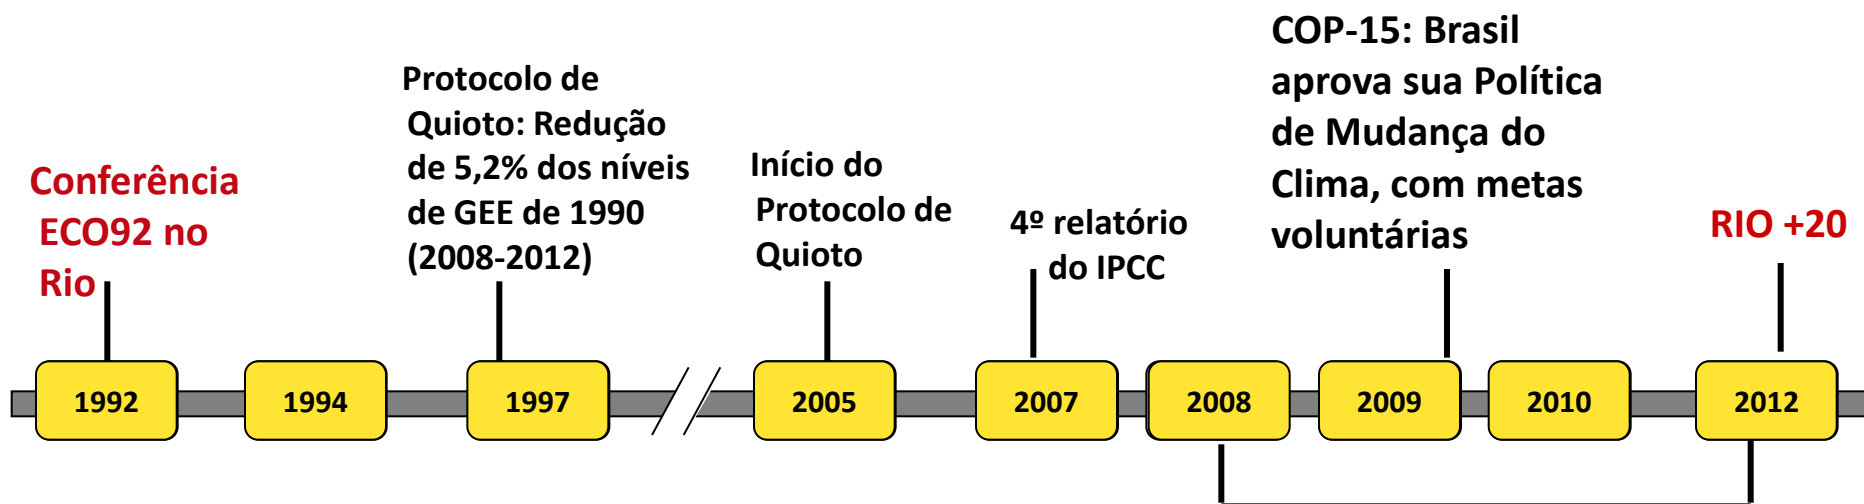 Conferência
ECO92 no
Rio
Protocolo de
Quioto: Redução
de 5,2% dos níveis
de GEE de 1990
(2008-2012)
Início do
Protocolo de
Quioto
4º relatório
do IPCC
COP-15: Brasil
aprova sua Política
de Mudança do
Clima, com metas
voluntárias
RIO +20
1992
1994
1997
2005
2007
2008
2009
2010
2012